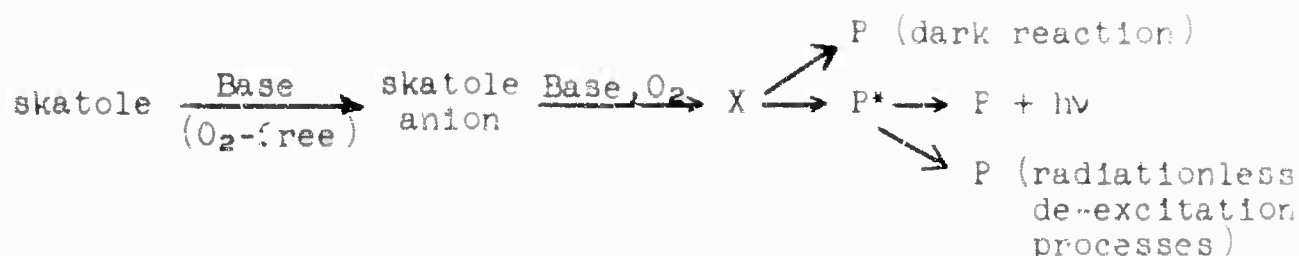 P (dark reaction)
skatole Base skatole Base, O₂ X P* P + hν
(O₂-free) anion
P (radiationless
de-excitation
processes)